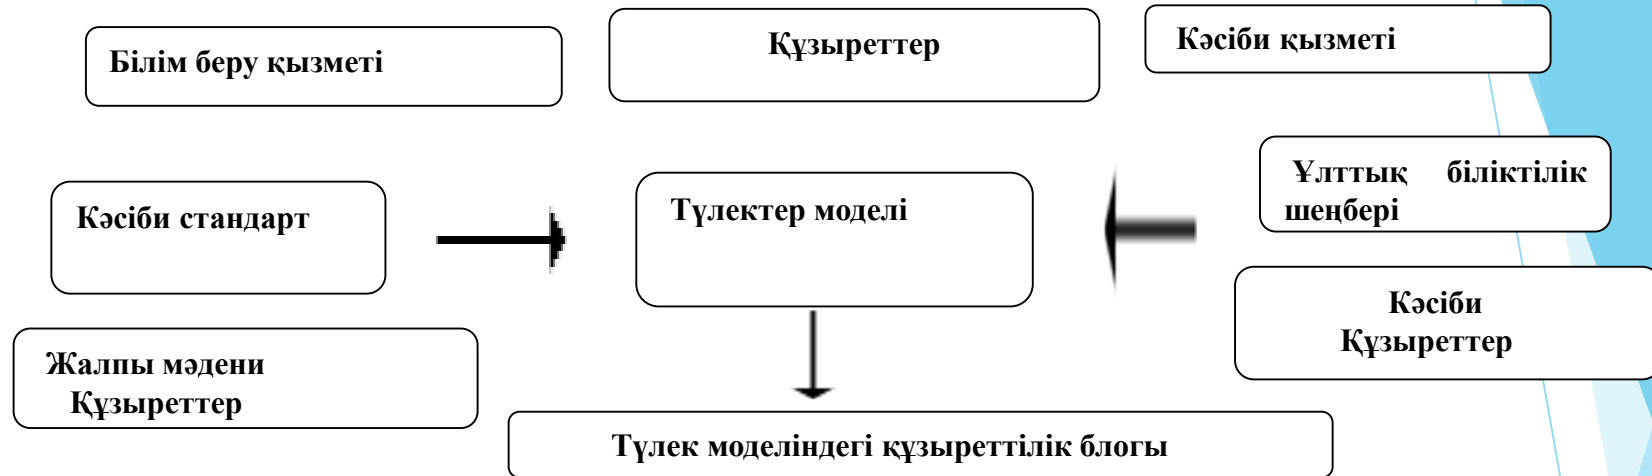 Білім беру қызметі
Құзыреттер
Кәсіби қызметі
Кәсіби стандарт
Түлектер моделі
Ұлттық біліктілік
шеңбері
Жалпы мәдени
Құзыреттер
Кәсіби
Құзыреттер
Түлек моделіндегі құзыреттілік блогы